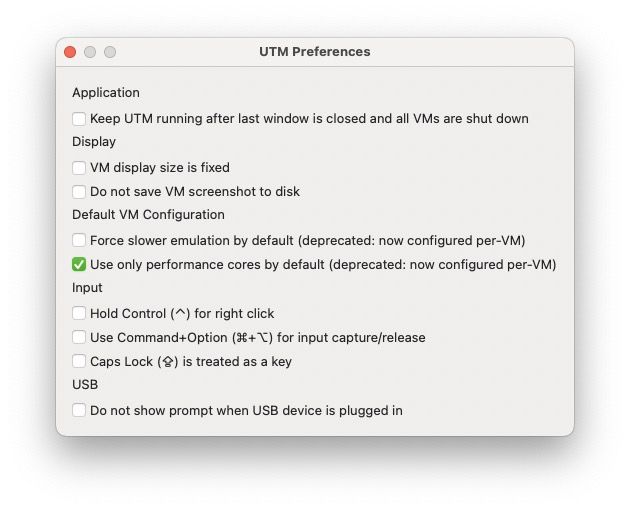 UTM Preferences
Application
Keep UTM running after last window is closed and all VMs are shut down
Display
VM display size is fixed
Do not save VM screenshot to disk
Default VM Configuration
Force slower emulation by default (deprecated: now configured per-VM)
Use only performance cores by default (deprecated: now configured per-VM)
Input
Hold Control (^) for right click
Use Command+Option (⌘+⌥) for input capture/release
Caps Lock (⇪) is treated as a key
USB
Do not show prompt when USB device is plugged in